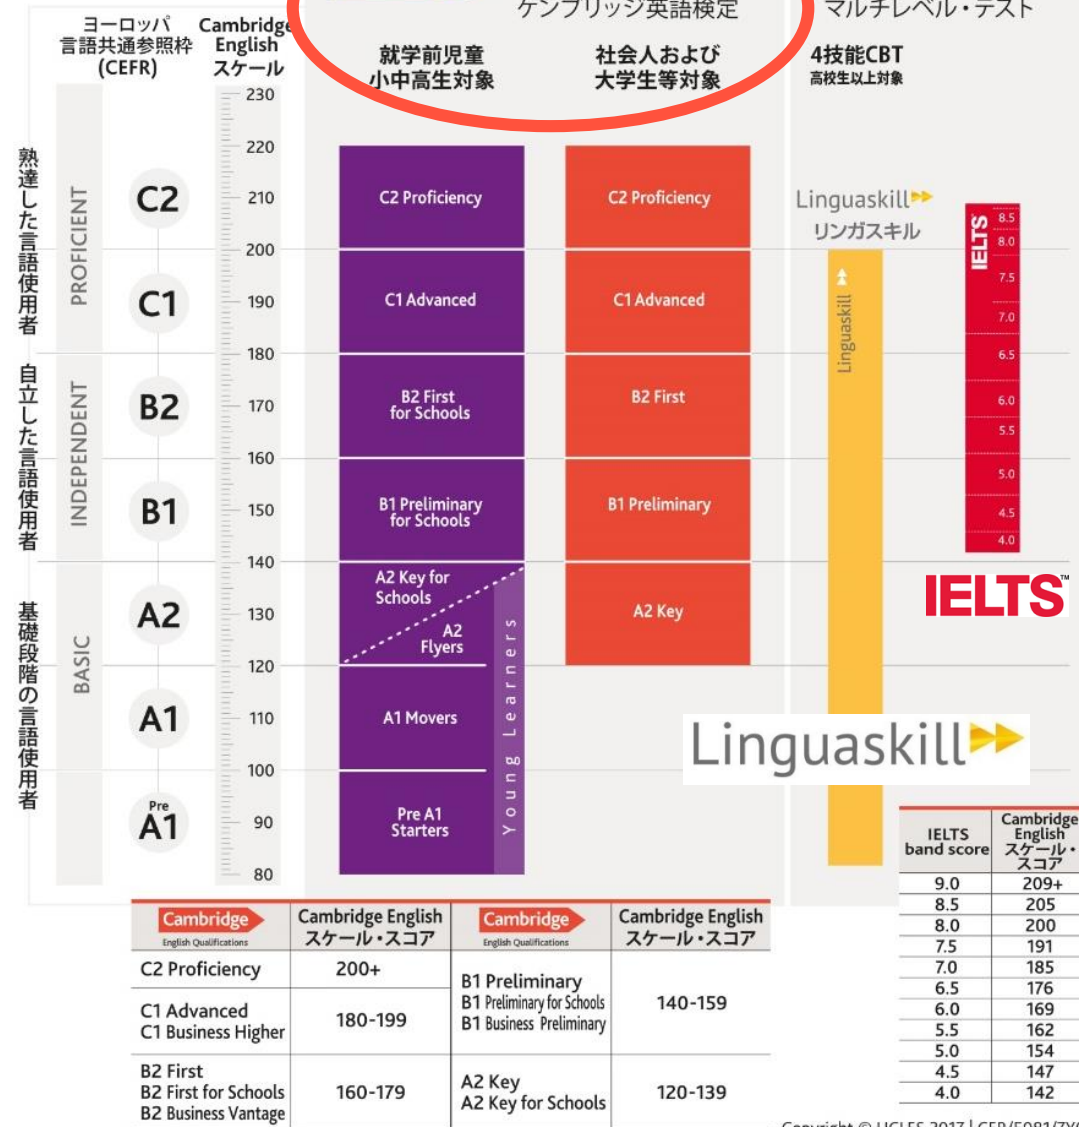 ケンブリッジ英語検定
マルチレベル・テスト
ヨーロッパ
言語共通参照枠
(CEFR)
Cambridge
English
スケール
就学前児童
小中高生対象
社会人および
大学生等対象
4技能CBT
高校生以上対象
熟達した言語使用者
自立した言語使用者
基礎段階の言語使用者
PROFICIENT
INDEPENDENT
BASIC
C2
C1
B2
B1
A2
A1
Pre
A1
230
220
210
200
190
180
170
160
150
140
130
120
110
100
90
80
C2 Proficiency
C1 Advanced
B2 First
for Schools
B1 Preliminary
for Schools
A2 Key for
Schools
A2
Flyers
A1 Movers
Pre A1
Starters
Young Learners
C2 Proficiency
C1 Advanced
B2 First
B1 Preliminary
A2 Key
Linguaskill
リンガスキル
Linguaskill
IELTS
8.5
8.0
7.5
7.0
6.5
6.0
5.5
5.0
4.5
4.0
IELTS™
Linguaskill
IELTS
band score
Cambridge
English
スケール・
スコア
9.0 209+
8.5 205
8.0 200
7.5 191
7.0 185
6.5 176
6.0 169
5.5 162
5.0 154
4.5 147
4.0 142
Cambridge
English Qualifications
Cambridge English
スケール・スコア
Cambridge
English Qualifications
Cambridge English
スケール・スコア
C2 Proficiency 200+
C1 Advanced
C1 Business Higher
180-199
B2 First
B2 First for Schools
B2 Business Vantage
160-179
B1 Preliminary
B1 Preliminary for Schools
B1 Business Preliminary
140-159
A2 Key
A2 Key for Schools
120-139